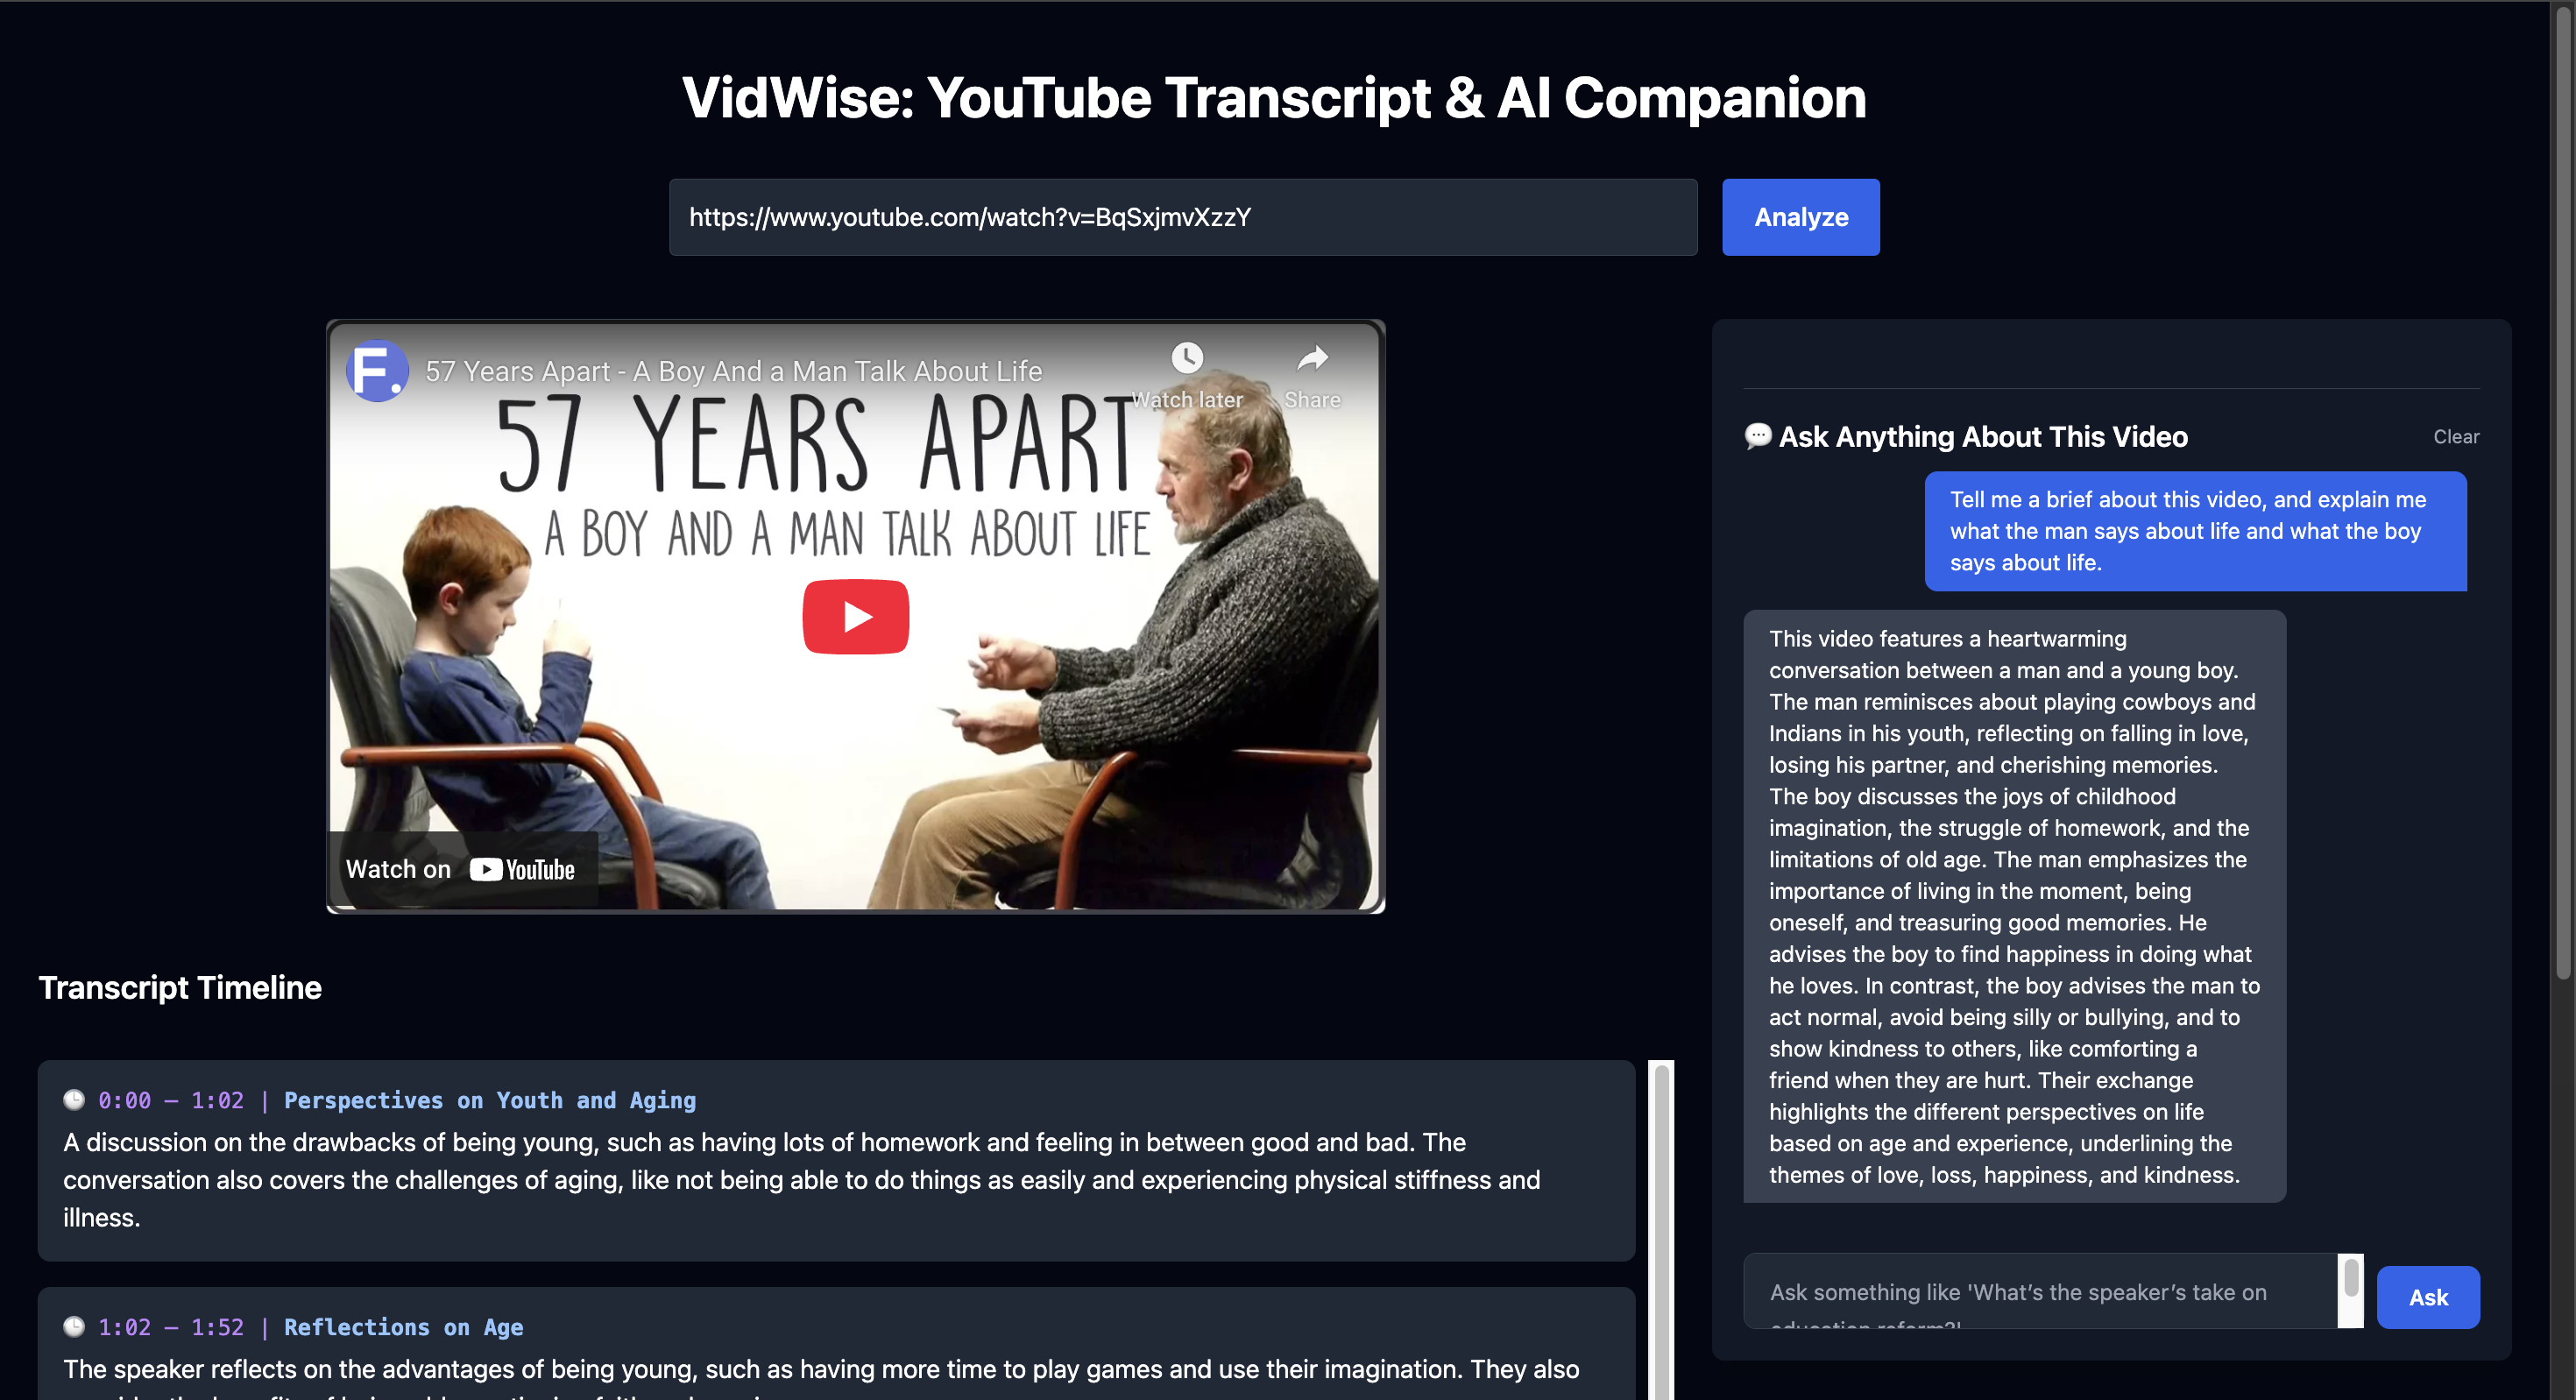 VidWise: YouTube Transcript & AI Companion
https://www.youtube.com/watch?v=BqSxjmvXzzY
Analyze
F.
57 Years Apart - A Boy And a Man Talk About Life
Watch later
Share
57 YEARS APART
A BOY AND A MAN TALK ABOUT LIFE
Watch on YouTube
Transcript Timeline
0:00 – 1:02 | Perspectives on Youth and Aging
A discussion on the drawbacks of being young, such as having lots of homework and feeling in between good and bad. The
conversation also covers the challenges of aging, like not being able to do things as easily and experiencing physical stiffness and
illness.
1:02 – 1:52 | Reflections on Age
The speaker reflects on the advantages of being young, such as having more time to play games and use their imagination. They also
💬 Ask Anything About This Video
Clear
Tell me a brief about this video, and explain me
what the man says about life and what the boy
says about life.
This video features a heartwarming
conversation between a man and a young boy.
The man reminisces about playing cowboys and
Indians in his youth, reflecting on falling in love,
losing his partner, and cherishing memories.
The boy discusses the joys of childhood
imagination, the struggle of homework, and the
limitations of old age. The man emphasizes the
importance of living in the moment, being
oneself, and treasuring good memories. He
advises the boy to find happiness in doing what
he loves. In contrast, the boy advises the man to
act normal, avoid being silly or bullying, and to
show kindness to others, like comforting a
friend when they are hurt. Their exchange
highlights the different perspectives on life
based on age and experience, underlining the
themes of love, loss, happiness, and kindness.
Ask something like 'What’s the speaker’s take on
education reform?'
Ask